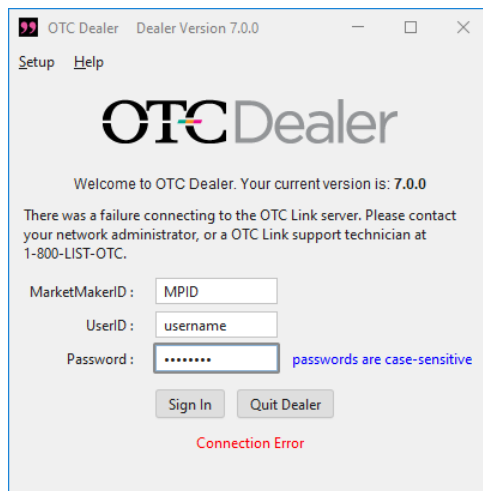 OTC Dealer Dealer Version 7.0.0
Setup Help
OTC Dealer
Welcome to OTC Dealer. Your current version is: 7.0.0
There was a failure connecting to the OTC Link server. Please contact
your network administrator, or a OTC Link support technician at
1-800-LIST-OTC.
MarketMakerID : MPID
UserID : username
Password : •••••••• passwords are case-sensitive
Sign In Quit Dealer
Connection Error